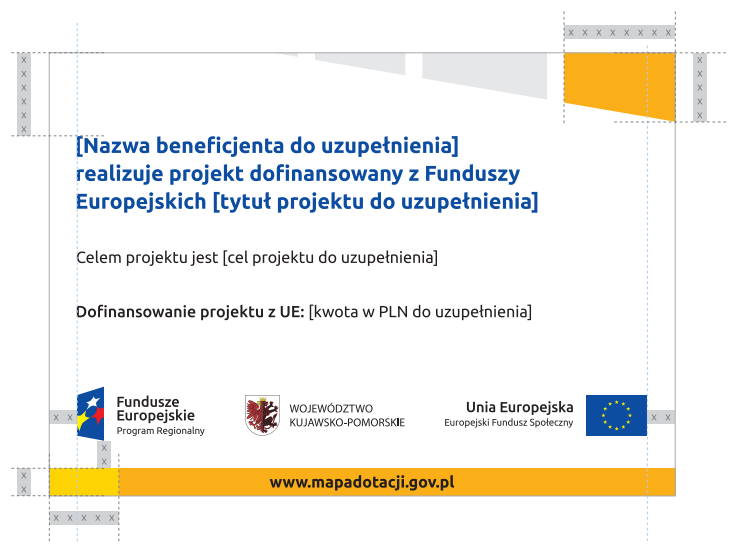 x x x x x x x x
x
x
x
x
x
x
x
x
x
x
x
x
[Nazwa beneficjenta do uzupełnienia]
realizuje projekt dofinansowany z Funduszy
Europejskich [tytuł projektu do uzupełnienia]
Celem projektu jest [cel projektu do uzupełnienia]
Dofinansowanie projektu z UE: [kwota w PLN do uzupełnienia]
x x
Fundusze
Europejskie
Program Regionalny
WOJEWÓDZTWO
KUJAWSKO-POMORSKIE
Unia Europejska
Europejski Fundusz Społeczny
x x
x
x
x
x
www.mapadotacji.gov.pl
x x x x x